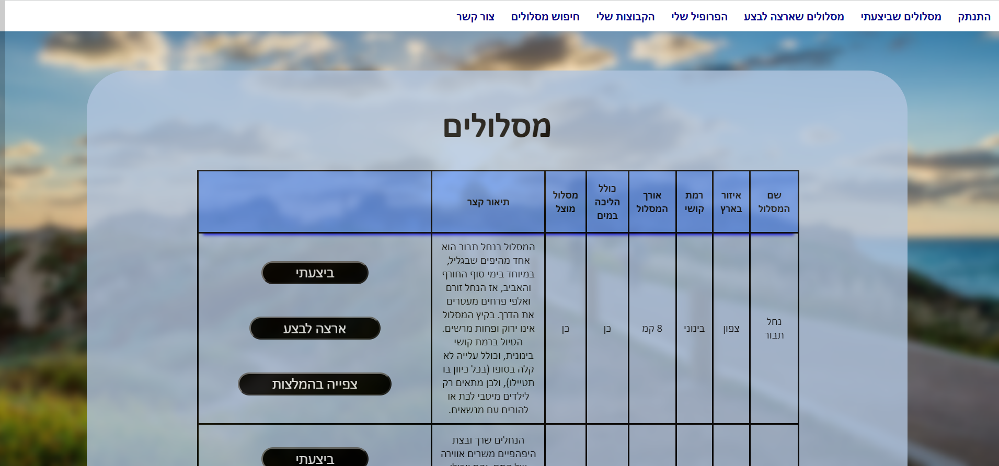 התנתק מסלולים שביצעתי מסלולים שארצה לבצע הפרופיל שלי הקבוצות שלי חיפוש מסלולים צור קשר
מסלולים
שם המסלול
איזור בארץ
רמת קושי
אורך המסלול
כולל הליכה במים
מסלול מוצל
תיאור קצר
נחל תבור
צפון
בינוני
8 קמ
כן
כן
המסלול בנחל תבור הוא
אחד מהיפים שבגליל,
במיוחד בימי סוף החורף
והאביב, אז הנחל זורם
ואלפי פרחים מעטרים
את הדרך. בקיץ המסלול
אינו ירוק ופחות מרשים.
הטיול ברמת קושי
בינונית, וכולל עלייה לא
קלה בסופו (בכל כיוון בו
תטיילו), ולכן מתאים רק
לילדים מיטבי לכת או
להורים עם מנשאים.
ביצעתי
ארצה לבצע
צפייה בהמלצות
הנחלים שרך ובצת
היפהפיים משרים אווירה
ביצעתי